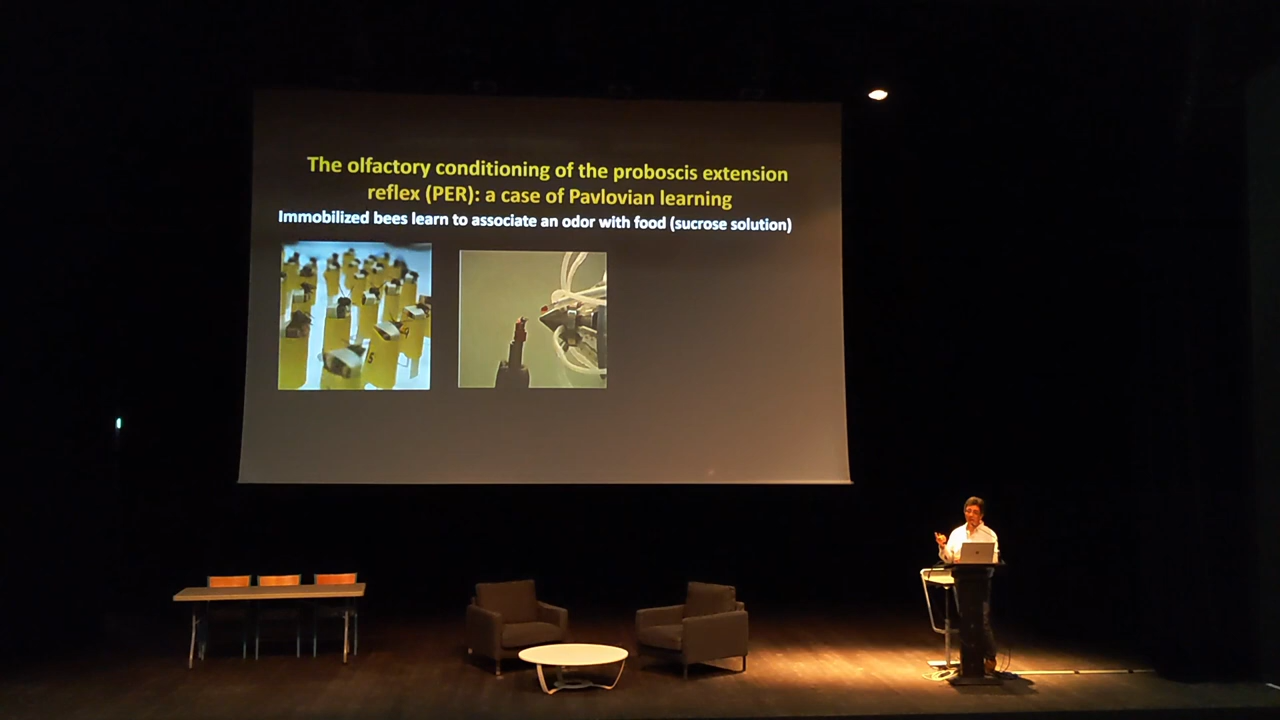 The olfactory conditioning of the proboscis extension
reflex (PER): a case of Pavlovian learning
Immobilized bees learn to associate an odor with food (sucrose solution)
5